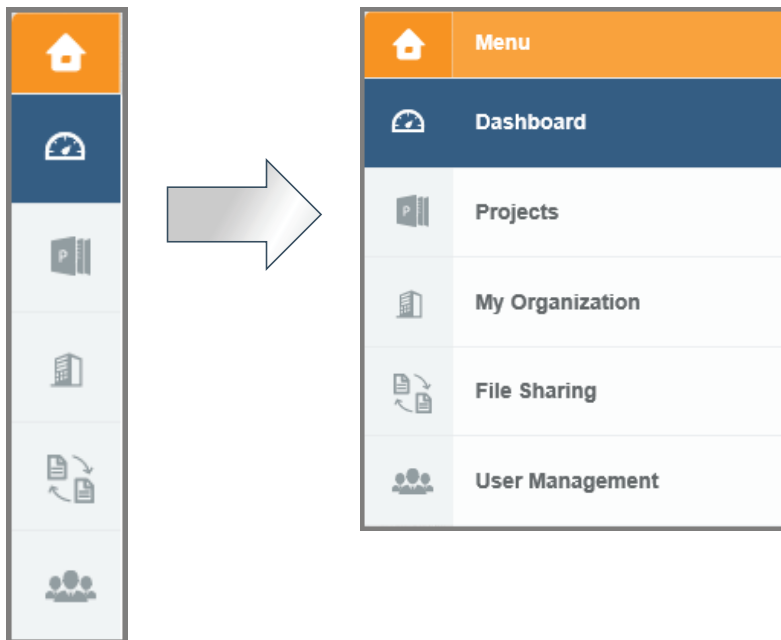 P
Menu
Dashboard
P
Projects
My Organization
File Sharing
User Management